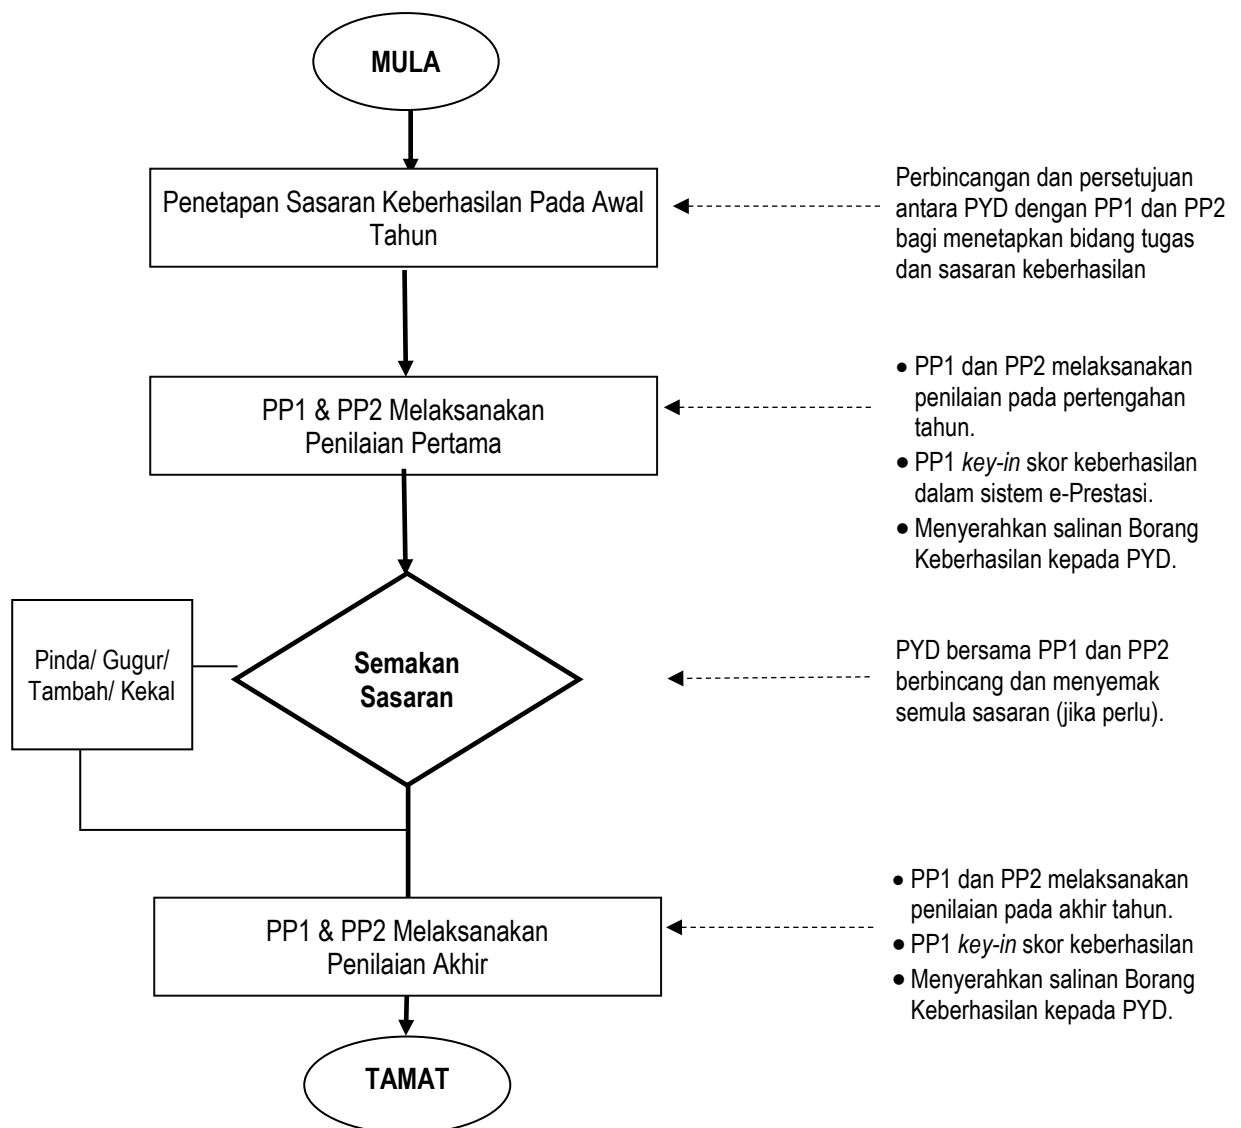 MULA
Penetapan Sasaran Keberhasilan Pada Awal
Tahun
Perbincangan dan persetujuan
antara PYD dengan PP1 dan PP2
bagi menetapkan bidang tugas
dan sasaran keberhasilan
PP1 & PP2 Melaksanakan
Penilaian Pertama
• PP1 dan PP2 melaksanakan
penilaian pada pertengahan
tahun.
• PP1 key-in skor keberhasilan
dalam sistem e-Prestasi.
• Menyerahkan salinan Borang
Keberhasilan kepada PYD.
Pinda/ Gugur/
Tambah/ Kekal
Semakan
Sasaran
PYD bersama PP1 dan PP2
berbincang dan menyemak
semula sasaran (jika perlu).
PP1 & PP2 Melaksanakan
Penilaian Akhir
• PP1 dan PP2 melaksanakan
penilaian pada akhir tahun.
• PP1 key-in skor keberhasilan
• Menyerahkan salinan Borang
Keberhasilan kepada PYD.
TAMAT